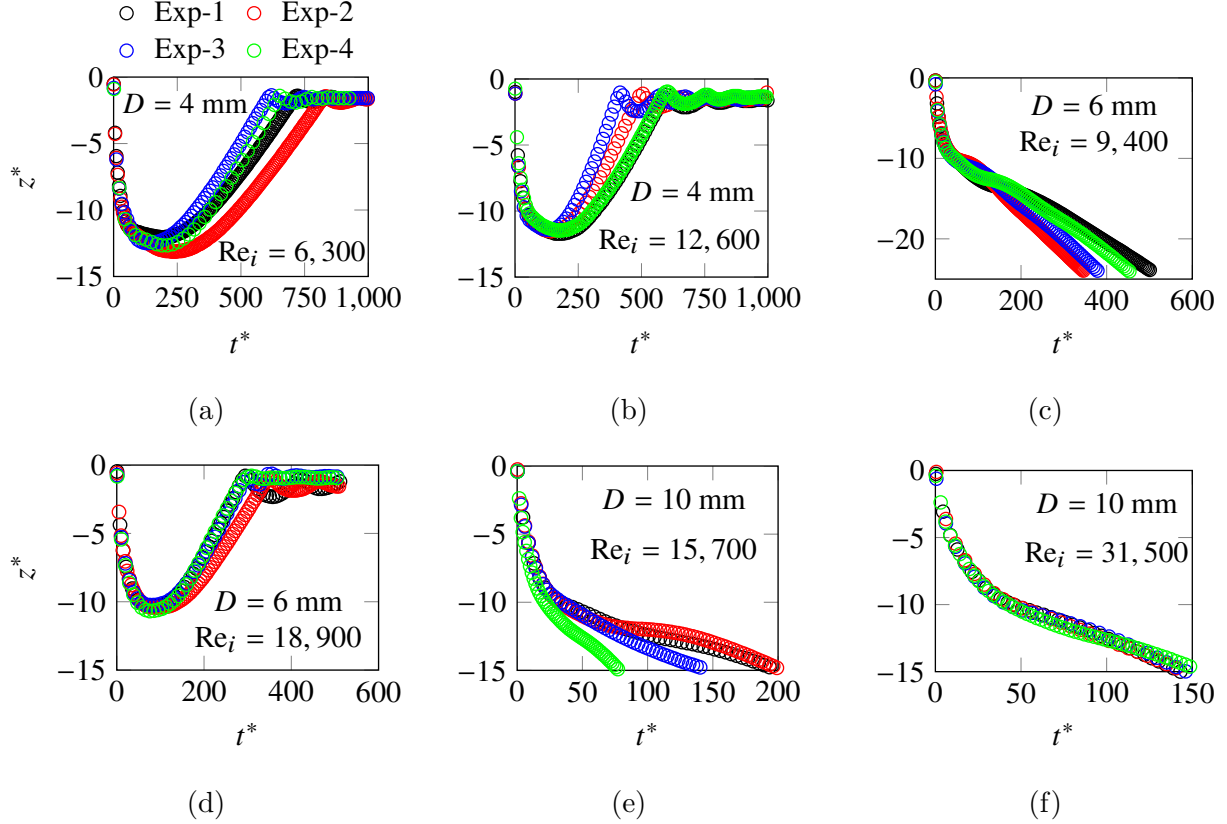 Exp-1 Exp-2
Exp-3 Exp-4
0
−5
−10
−15
z*
D = 4 mm
Re_i = 6, 300
0 250 500 750 1,000
t*
(a)
0
−5
−10
−15
D = 4 mm
Re_i = 12, 600
0 250 500 750 1,000
t*
(b)
0
−10
−20
D = 6 mm
Re_i = 9, 400
0 200 400 600
t*
(c)
0
−5
−10
−15
z*
D = 6 mm
Re_i = 18, 900
0 200 400 600
t*
(d)
0
−5
−10
−15
D = 10 mm
Re_i = 15, 700
0 50 100 150 200
t*
(e)
0
−5
−10
−15
D = 10 mm
Re_i = 31, 500
0 50 100 150
t*
(f)